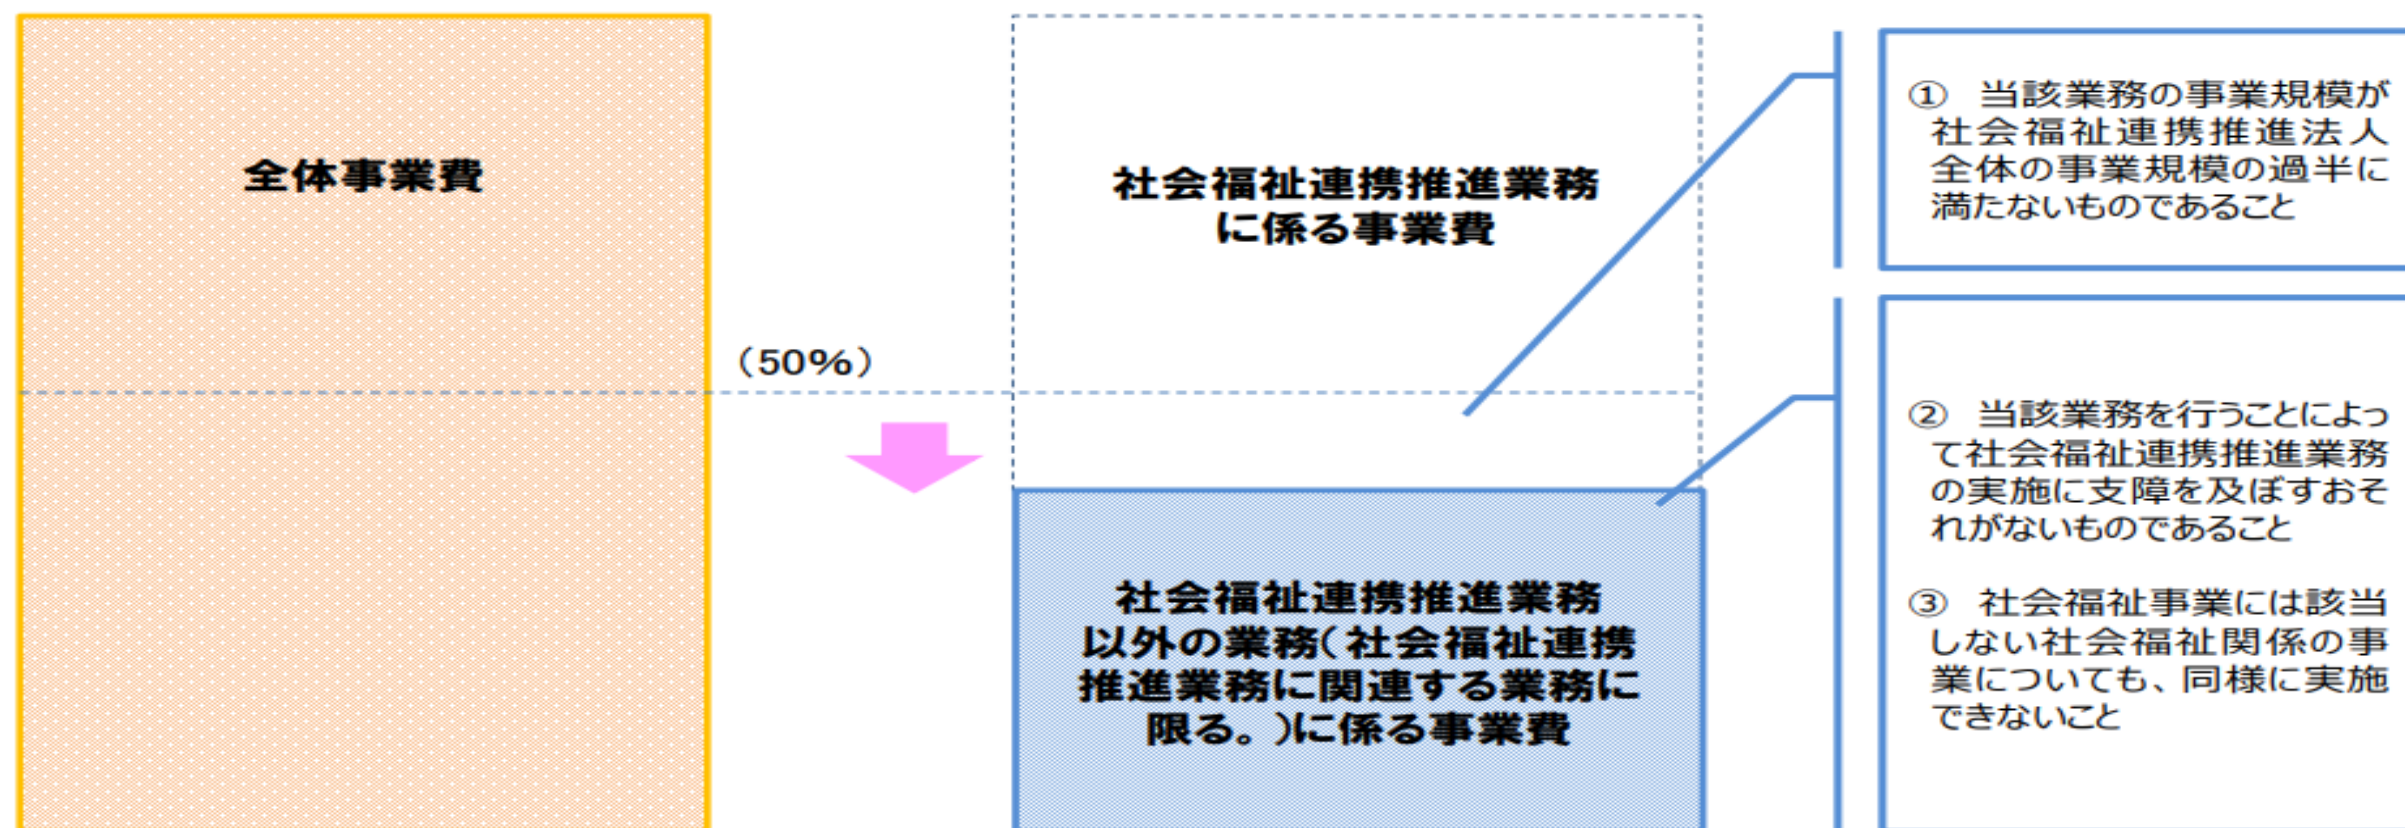 全体事業費
社会福祉連携推進業務
に係る事業費
(50%)
社会福祉連携推進業務
以外の業務(社会福祉連携
推進業務に関連する業務に
限る。)に係る事業費
① 当該業務の事業規模が
社会福祉連携推進法人
全体の事業規模の過半に
満たないものであること
② 当該業務を行うことによっ
て社会福祉連携推進業務
の実施に支障を及ぼすおそ
れがないものであること
③ 社会福祉事業には該当
しない社会福祉関係の事
業についても、同様に実施
できないこと